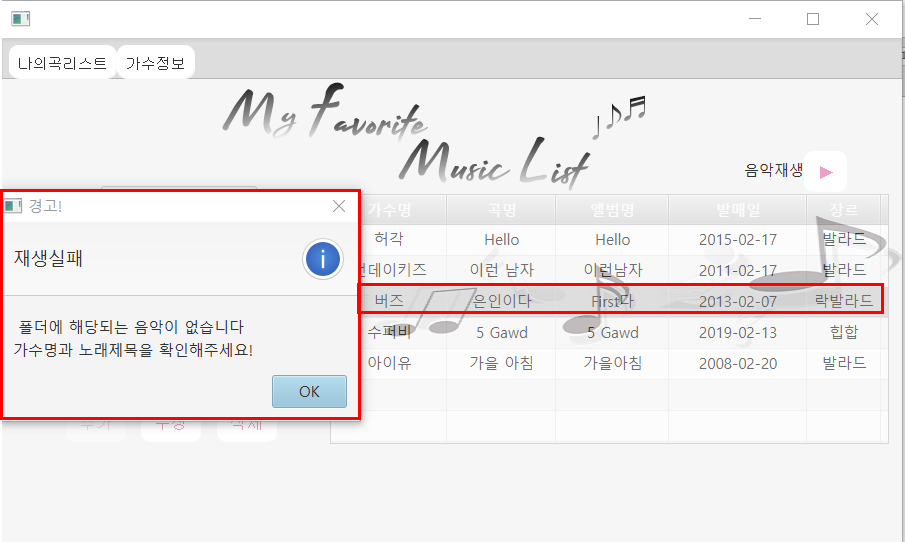 나의곡리스트 가수정보
My Favorite
Music List
음악재생
경고!
재생실패
i
폴더에 해당되는 음악이 없습니다
가수명과 노래제목을 확인해주세요!
OK
가수명 곡명 앨범명 발매일 장르
허각 Hello Hello 2015-02-17 발라드
먼데이키즈 이런 남자 이런남자 2011-02-17 발라드
버즈 은인이다 First다 2013-02-07 락발라드
수퍼비 5 Gawd 5 Gawd 2019-02-13 힙합
아이유 가을 아침 가을아침 2008-02-20 발라드
추가 수정 삭제